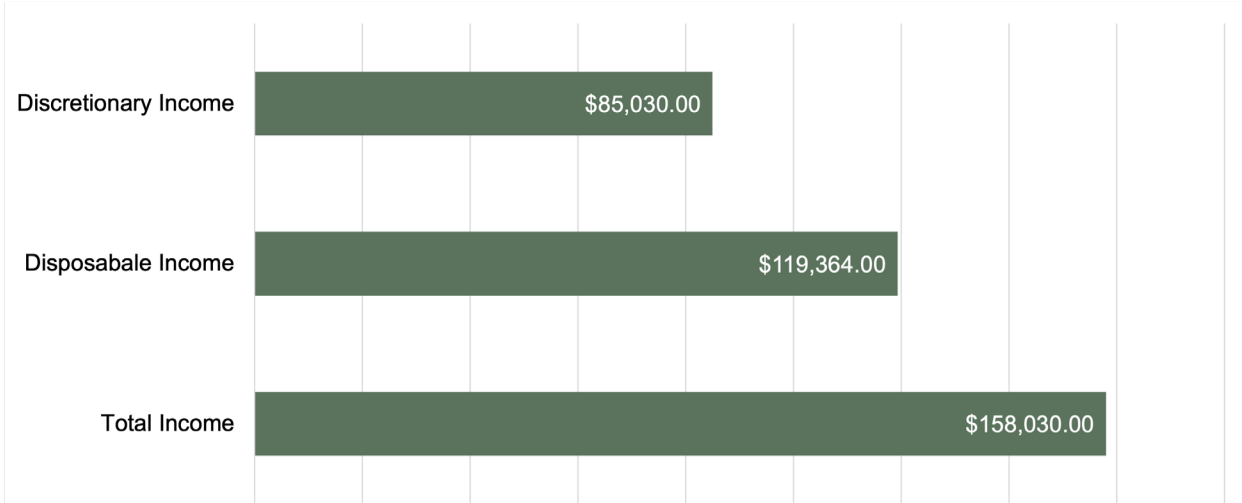 Discretionary Income $85,030.00
Disposabale Income $119,364.00
Total Income $158,030.00